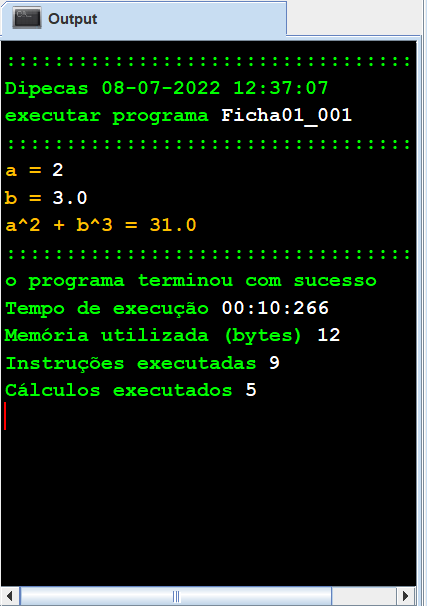 Output
::::::::::::::::::::::::::::::::::
Dipecas 08-07-2022 12:37:07
executar programa Ficha01_001
::::::::::::::::::::::::::::::::::
a = 2
b = 3.0
a^2 + b^3 = 31.0
::::::::::::::::::::::::::::::::::
o programa terminou com sucesso
Tempo de execução 00:10:266
Memória utilizada (bytes) 12
Instruções executadas 9
Cálculos executados 5